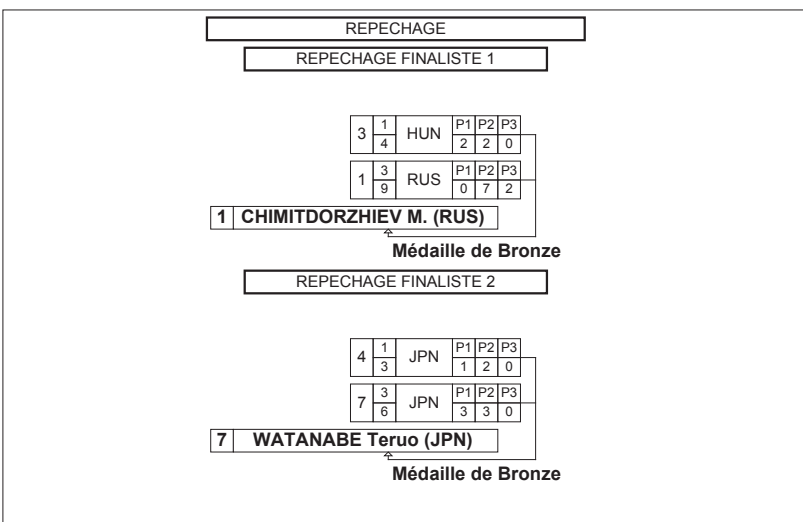 REPECHAGE
REPECHAGE FINALISTE 1
3 1 HUN P1 P2 P3
4 2 2 0
1 3 RUS P1 P2 P3
9 0 7 2
1 CHIMITDORZHIEV M. (RUS)
Médaille de Bronze
REPECHAGE FINALISTE 2
4 1 JPN P1 P2 P3
3 1 2 0
7 3 JPN P1 P2 P3
6 3 3 0
7 WATANABE Teruo (JPN)
Médaille de Bronze